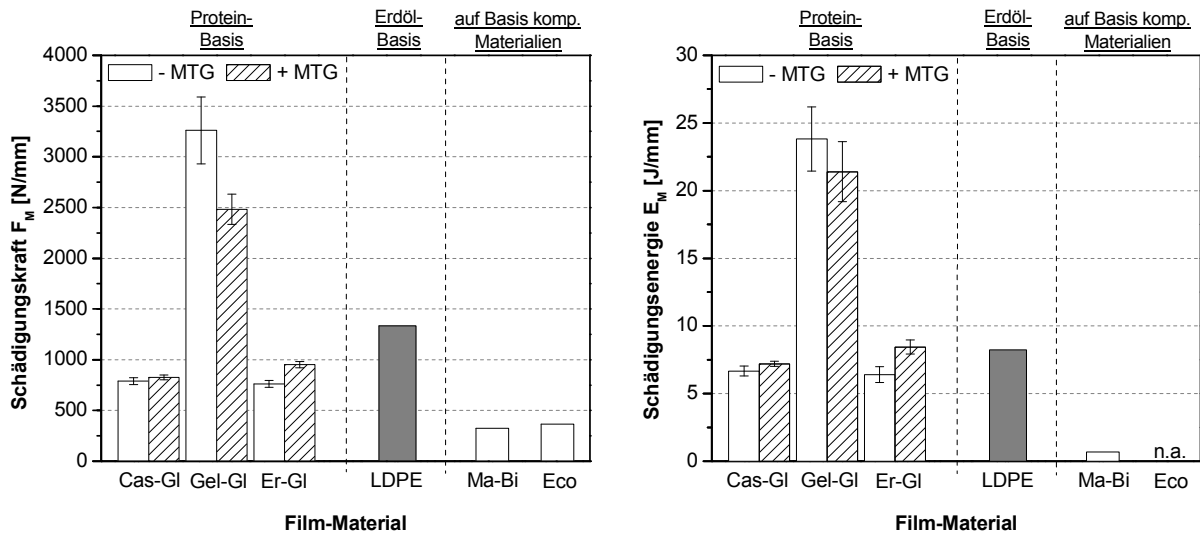 Protein-
Basis
Erdöl-
Basis
auf Basis komp.
Materialien
4000
3500
3000
2500
2000
1500
1000
500
0
Schädigungskraft F_M [N/mm]
- MTG
+ MTG
Cas-Gl
Gel-Gl
Er-Gl
LDPE
Ma-Bi
Eco
Film-Material
Protein-
Basis
Erdöl-
Basis
auf Basis komp.
Materialien
30
25
20
15
10
5
0
Schädigungsenergie E_M [J/mm]
- MTG
+ MTG
n.a.
Cas-Gl
Gel-Gl
Er-Gl
LDPE
Ma-Bi
Eco
Film-Material